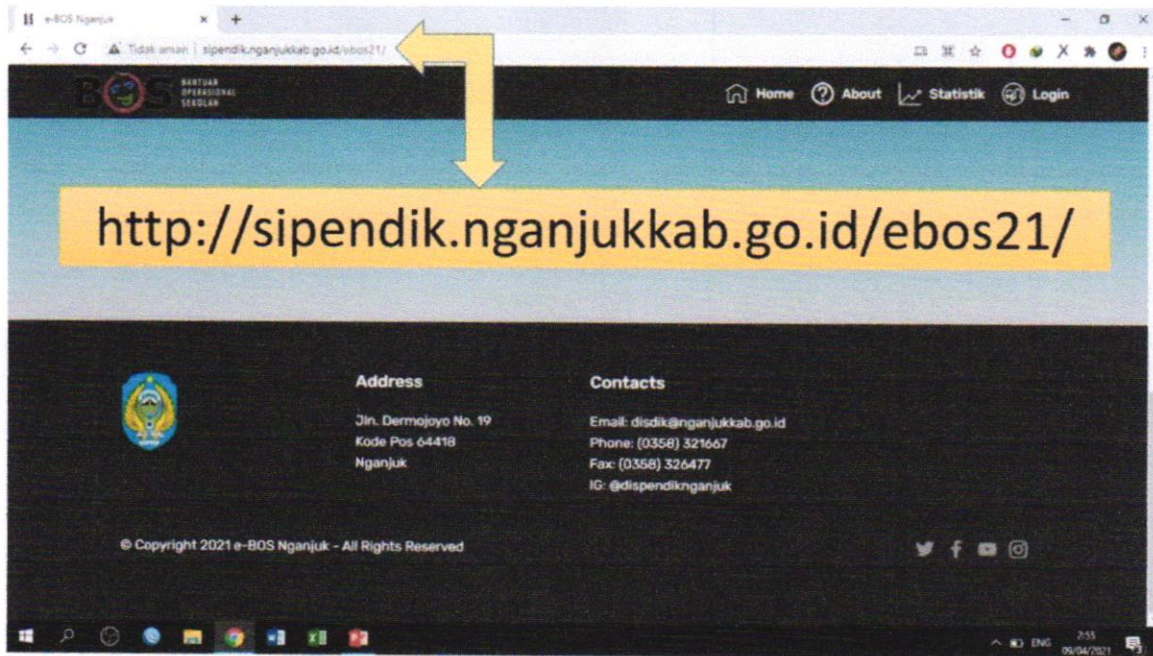 e-BOS Nganjuk
Tidak aman | sipendik.nganjukkab.go.id/ebos21/
BOS
BANTUAN
OPERASIONAL
SEKOLAH
Home About Statistik Login
http://sipendik.nganjukkab.go.id/ebos21/
Address
Jln. Dermojoyo No. 19
Kode Pos 64418
Nganjuk
Contacts
Email: disdik@nganjukkab.go.id
Phone: (0358) 321667
Fax: (0358) 326477
IG: @dispendiknganjuk
© Copyright 2021 e-BOS Nganjuk - All Rights Reserved
ENG
2:55
09/04/2021